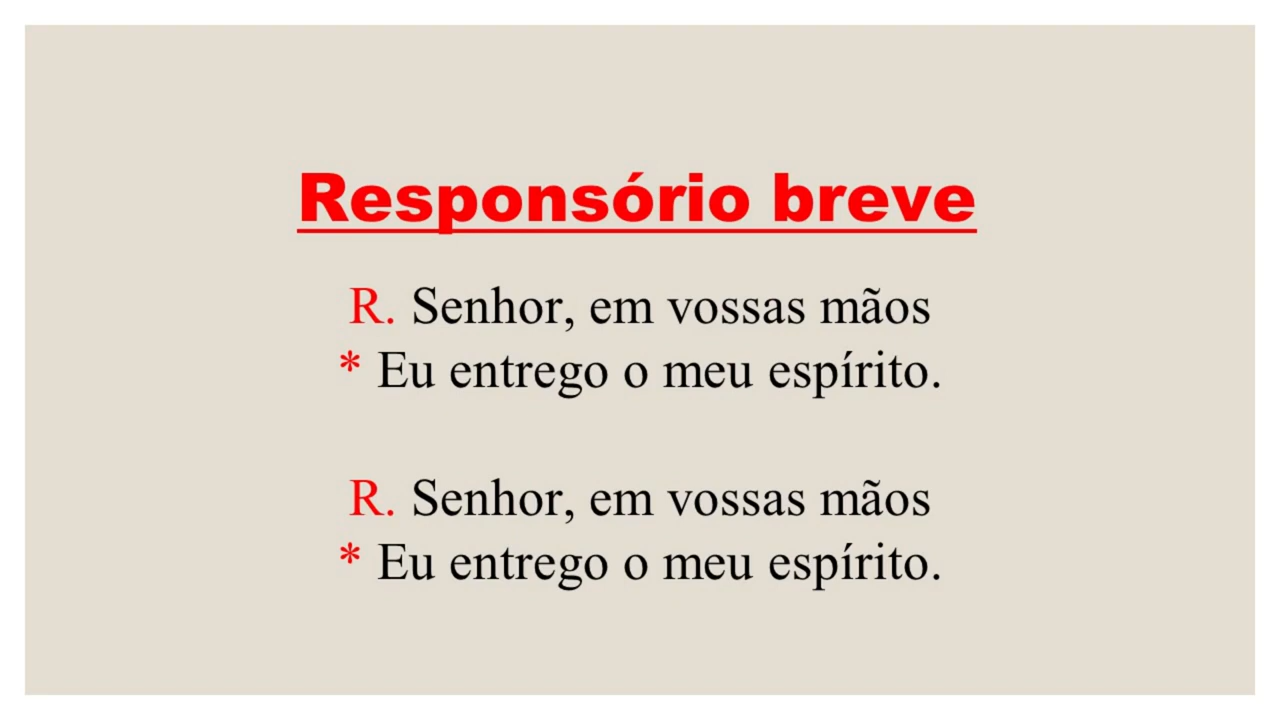 Responsório breve
R. Senhor, em vossas mãos
* Eu entrego o meu espírito.
R. Senhor, em vossas mãos
* Eu entrego o meu espírito.